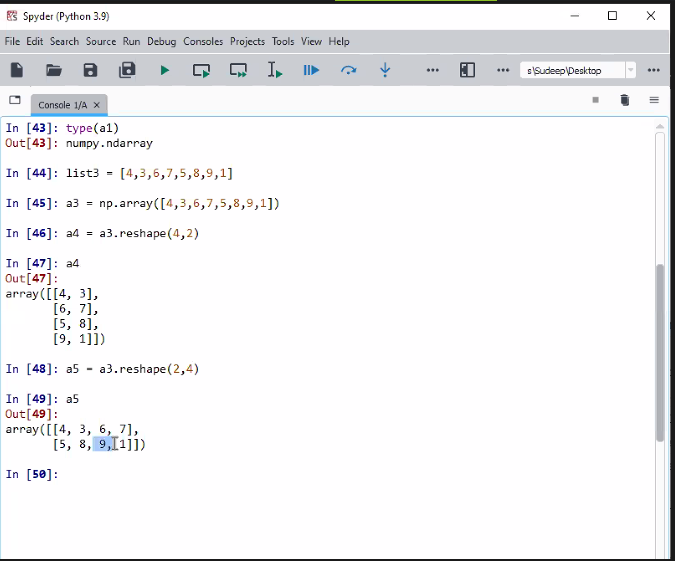 Spyder (Python 3.9)
File Edit Search Source Run Debug Consoles Projects Tools View Help
s\Sudeep\Desktop
Console 1/A
In [43]: type(a1)
Out[43]: numpy.ndarray
In [44]: list3 = [4,3,6,7,5,8,9,1]
In [45]: a3 = np.array([4,3,6,7,5,8,9,1])
In [46]: a4 = a3.reshape(4,2)
In [47]: a4
Out[47]:
array([[4, 3],
       [6, 7],
       [5, 8],
       [9, 1]])
In [48]: a5 = a3.reshape(2,4)
In [49]: a5
Out[49]:
array([[4, 3, 6, 7],
       [5, 8, 9, 1]])
In [50]: